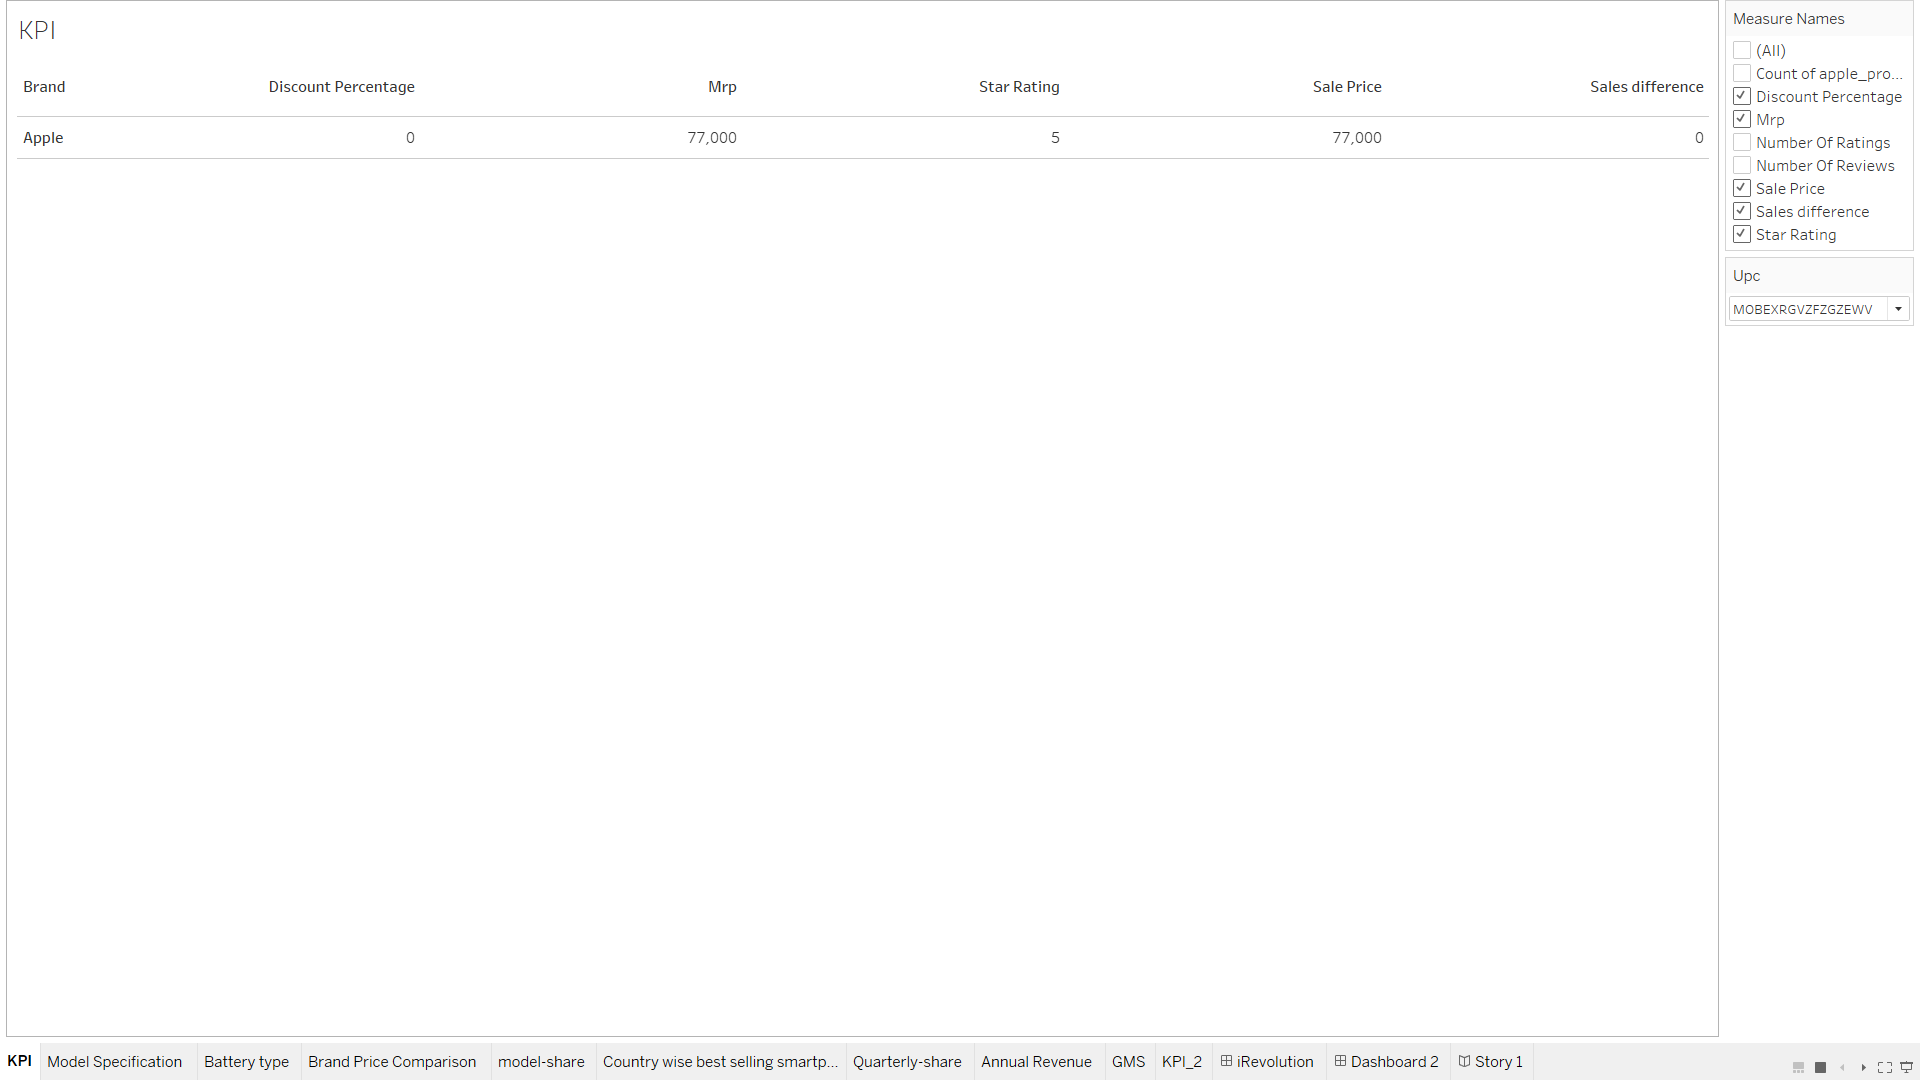 KPI
Brand Discount Percentage Mrp Star Rating Sale Price Sales difference
Apple 0 77,000 5 77,000 0
Measure Names
(All)
Count of apple_pro...
Discount Percentage
Mrp
Number Of Ratings
Number Of Reviews
Sale Price
Sales difference
Star Rating
Upc
MOBEXRGVZFZGZEWV
KPI Model Specification Battery type Brand Price Comparison model-share Country wise best selling smartp... Quarterly-share Annual Revenue GMS KPI_2 iRevolution Dashboard 2 Story 1